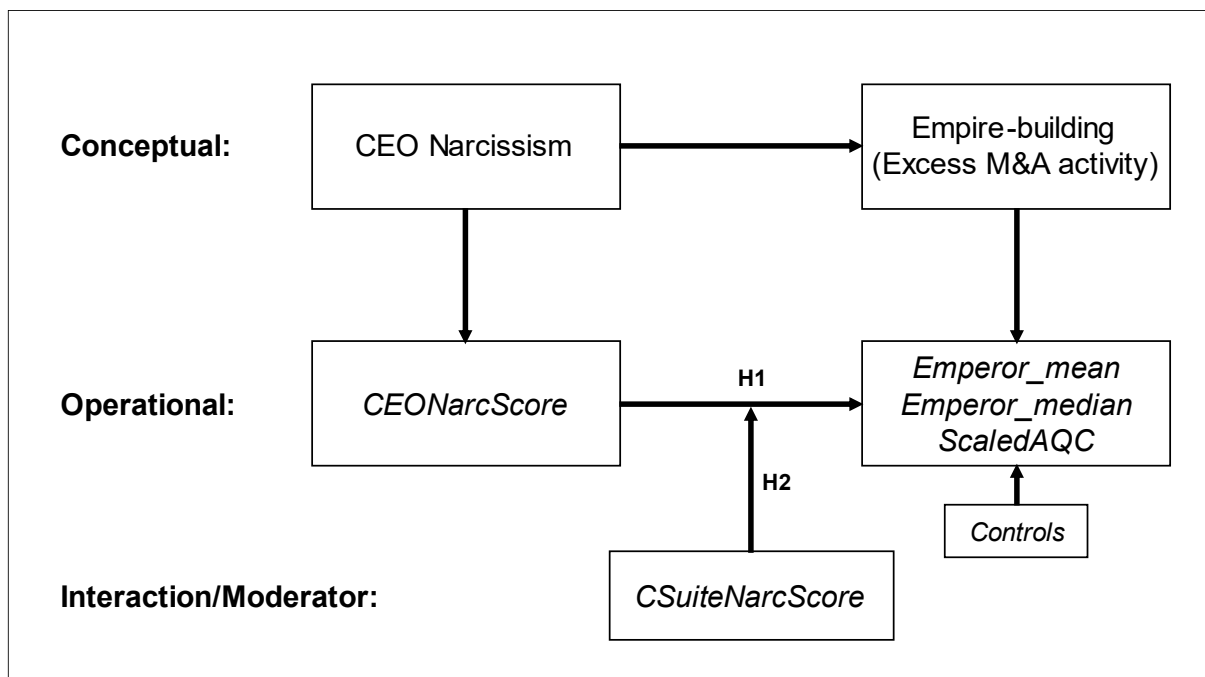 Conceptual:
CEO Narcissism
Empire-building
(Excess M&A activity)
Operational:
CEONarcScore
H1
Emperor_mean
Emperor_median
ScaledAQC
H2
Controls
Interaction/Moderator:
CSuiteNarcScore